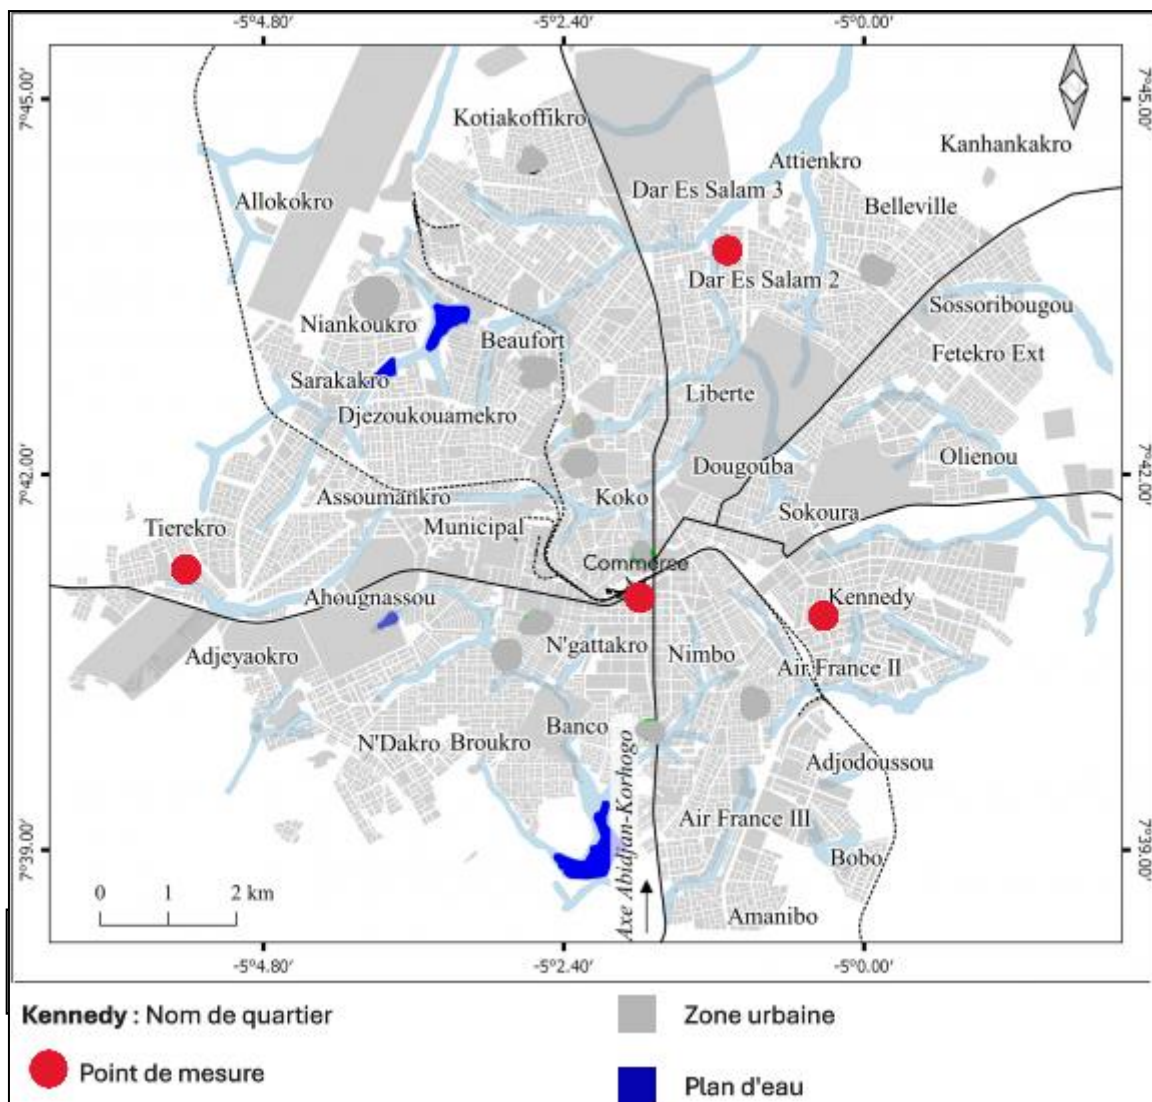 -5°4.80′ -5°2.40′ -5°0.00′
7°45.00′ 7°45.00′
Kotiakoffikro
Kanhankakro
Attienkro
Dar Es Salam 3
Allokokro
Belleville
Dar Es Salam 2
Sossoribougou
Niankoukro
Beaufort
Fetekro Ext
Sarakakro
Liberte
Djezoukouamekro
7°42.00′ 7°42.00′
Olienou
Dougouba
Assoumankro
Koko
Sokoura
Tierekro
Municipal
Commerce
Ahougnassou
Kennedy
N'gattakro
Nimbo
Adjeyaokro
Air France II
Banco
N'Dakro
Broukro
Adjodoussou
Axe Abidjan-Korhogo
Air France III
7°39.00′ 7°39.00′
Bobo
0 1 2 km
Amanibo
-5°4.80′ -5°2.40′ -5°0.00′
Kennedy : Nom de quartier
Zone urbaine
Point de mesure
Plan d'eau